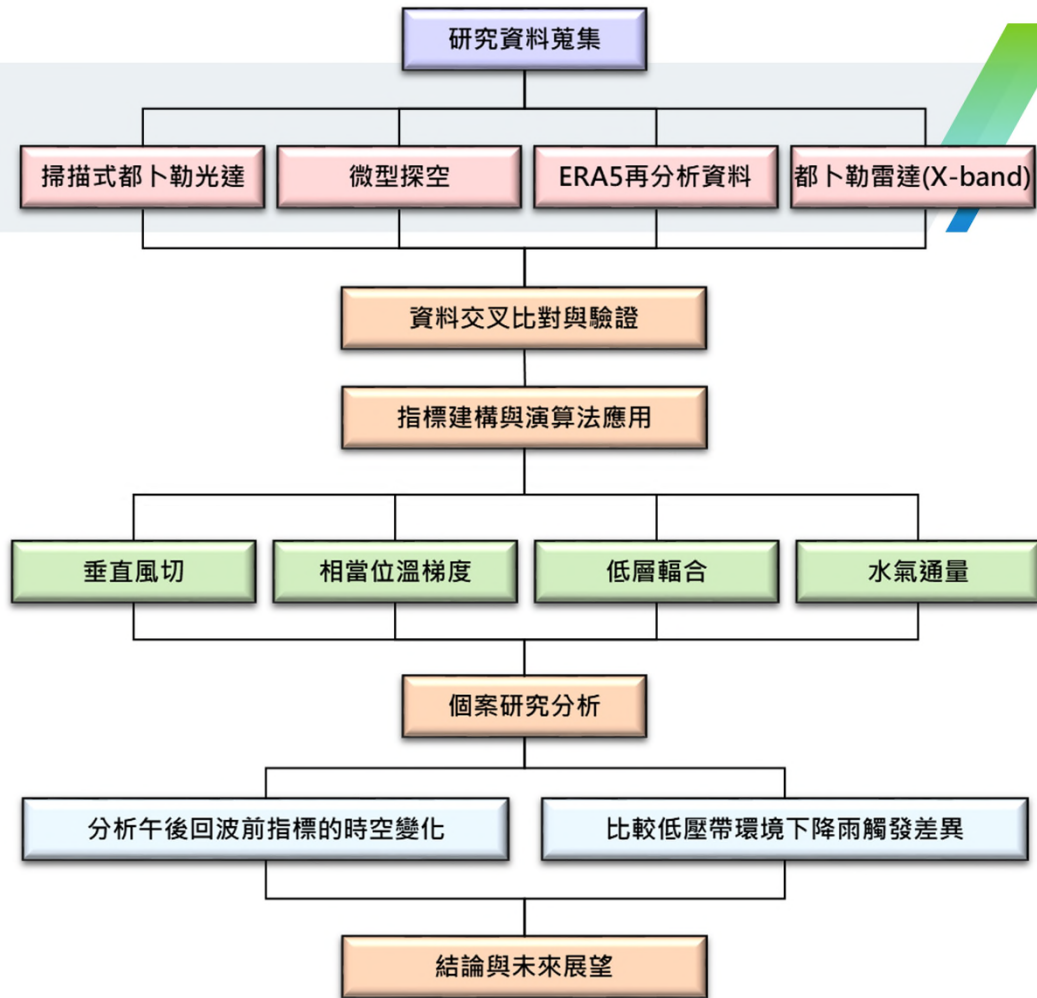 研究資料蒐集
掃描式都卜勒光達
微型探空
ERA5再分析資料
都卜勒雷達(X-band)
資料交叉比對與驗證
指標建構與演算法應用
垂直風切
相當位溫梯度
低層輻合
水氣通量
個案研究分析
分析午後回波前指標的時空變化
比較低壓帶環境下降雨觸發差異
結論與未來展望